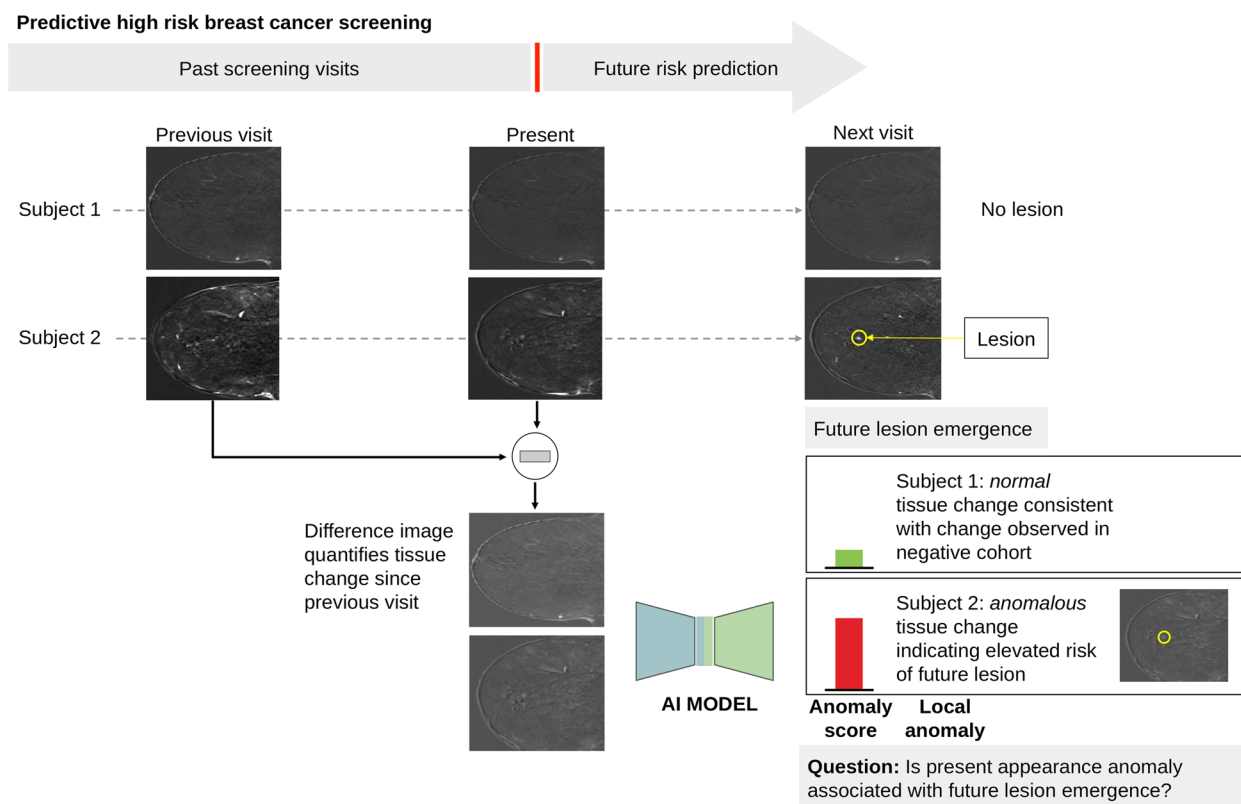 Predictive high risk breast cancer screening
Past screening visits
Future risk prediction
Previous visit
Present
Next visit
Subject 1
No lesion
Subject 2
Lesion
Future lesion emergence
Subject 1: normal
tissue change consistent
with change observed in
negative cohort
Difference image
quantifies tissue
change since
previous visit
Subject 2: anomalous
tissue change
indicating elevated risk
of future lesion
AI MODEL
Anomaly
score
Local
anomaly
Question: Is present appearance anomaly
associated with future lesion emergence?